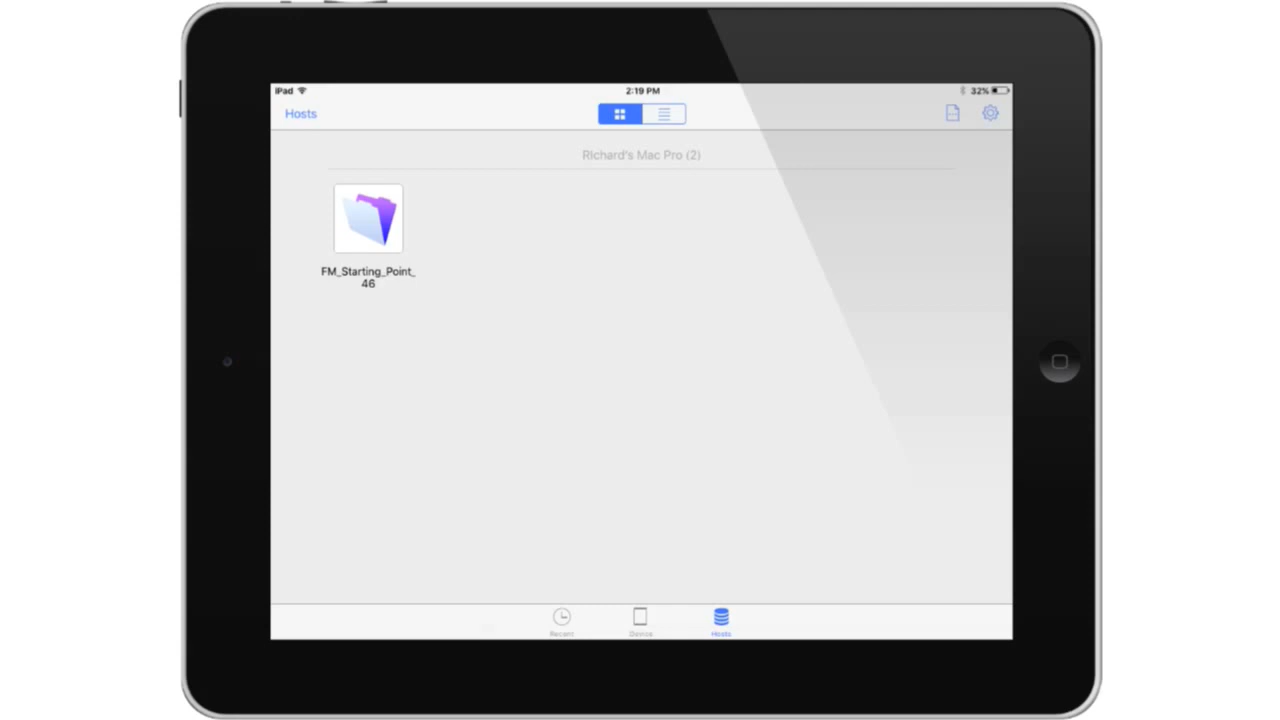 iPad 2:19 PM 32%
Hosts
Richard's Mac Pro (2)
FM_Starting_Point_
46
Recent Device Hosts